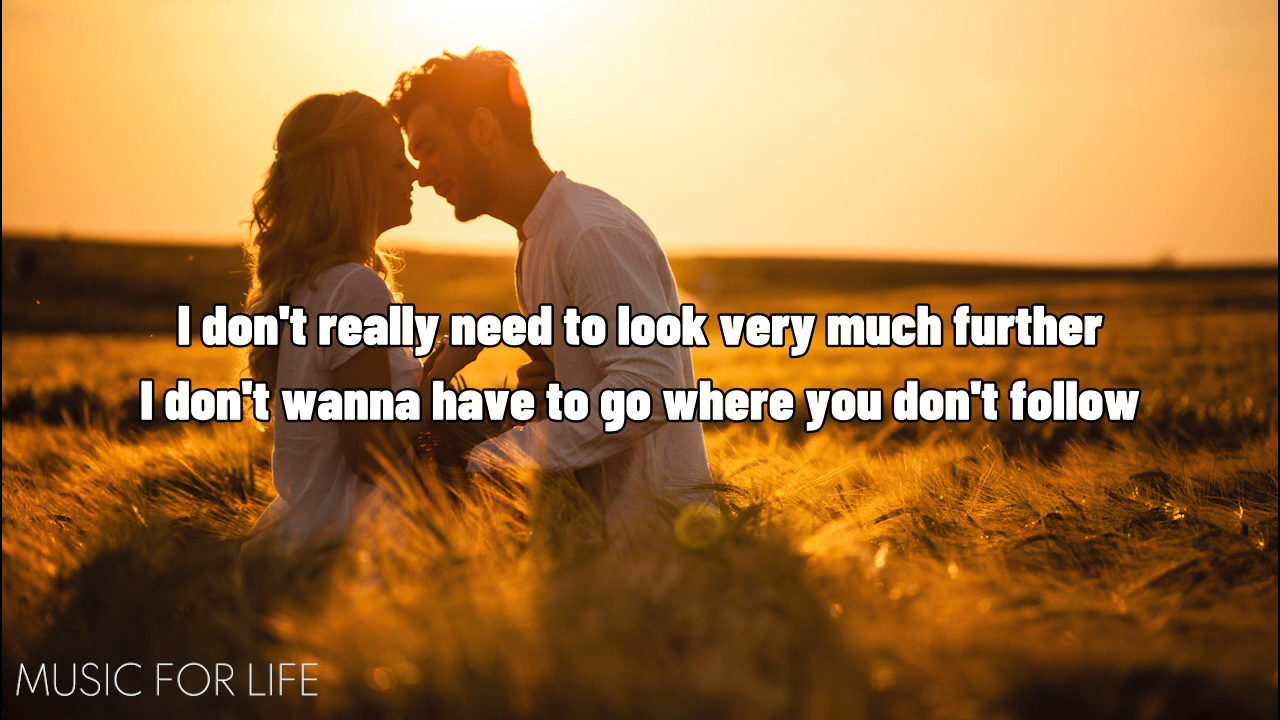 I don't really need to look very much further
I don't wanna have to go where you don't follow
MUSIC FOR LIFE